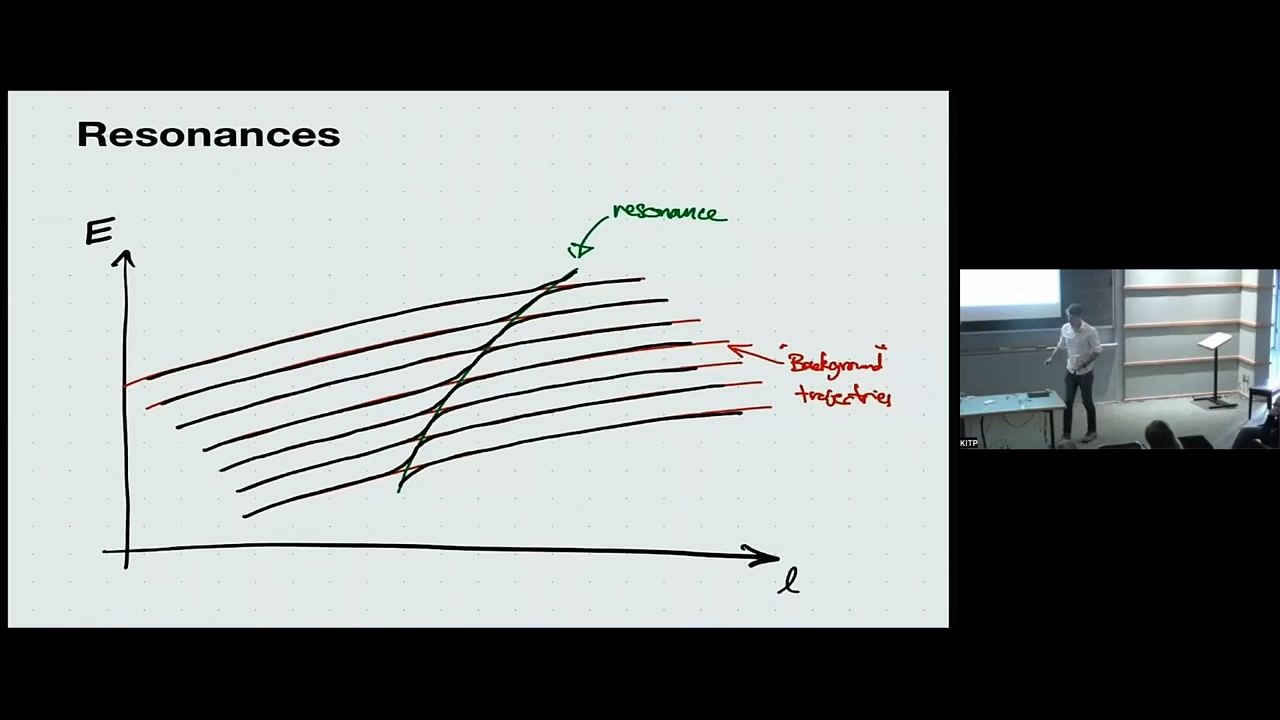 Resonances
E
resonance
"Background"
trajectories
l
KITP